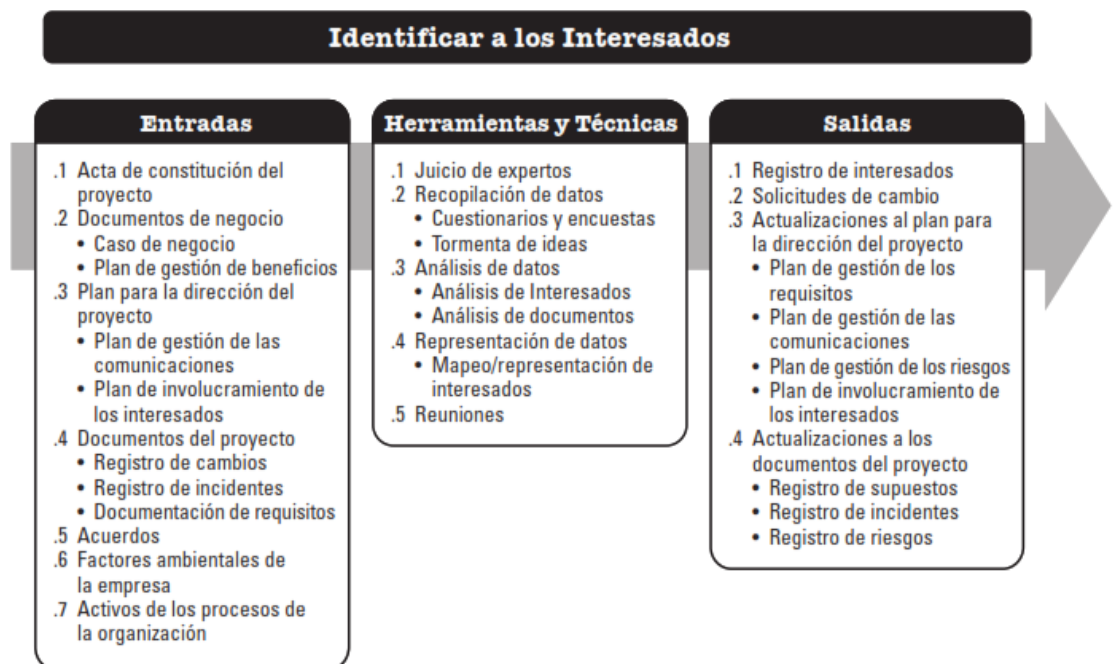 Identificar a los Interesados
Entradas
.1 Acta de constitución del
proyecto
.2 Documentos de negocio
• Caso de negocio
• Plan de gestión de beneficios
.3 Plan para la dirección del
proyecto
• Plan de gestión de las
comunicaciones
• Plan de involucramiento de
los interesados
.4 Documentos del proyecto
• Registro de cambios
• Registro de incidentes
• Documentación de requisitos
.5 Acuerdos
.6 Factores ambientales de
la empresa
.7 Activos de los procesos de
la organización
Herramientas y Técnicas
.1 Juicio de expertos
.2 Recopilación de datos
• Cuestionarios y encuestas
• Tormenta de ideas
.3 Análisis de datos
• Análisis de Interesados
• Análisis de documentos
.4 Representación de datos
• Mapeo/representación de
interesados
.5 Reuniones
Salidas
.1 Registro de interesados
.2 Solicitudes de cambio
.3 Actualizaciones al plan para
la dirección del proyecto
• Plan de gestión de los
requisitos
• Plan de gestión de las
comunicaciones
• Plan de gestión de los riesgos
• Plan de involucramiento de
los interesados
.4 Actualizaciones a los
documentos del proyecto
• Registro de supuestos
• Registro de incidentes
• Registro de riesgos